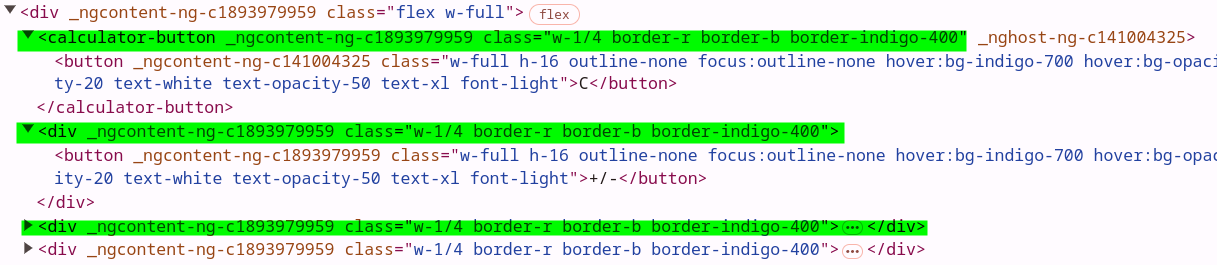 <div _ngcontent-ng-c1893979959 class="flex w-full"> flex
<calculator-button _ngcontent-ng-c1893979959 class="w-1/4 border-r border-b border-indigo-400" _nghost-ng-c141004325>
<button _ngcontent-ng-c141004325 class="w-full h-16 outline-none focus:outline-none hover:bg-indigo-700 hover:bg-opaci
ty-20 text-white text-opacity-50 text-xl font-light">C</button>
</calculator-button>
<div _ngcontent-ng-c1893979959 class="w-1/4 border-r border-b border-indigo-400">
<button _ngcontent-ng-c1893979959 class="w-full h-16 outline-none focus:outline-none hover:bg-indigo-700 hover:bg-opac
ity-20 text-white text-opacity-50 text-xl font-light">+/-</button>
</div>
<div _ngcontent-ng-c1893979959 class="w-1/4 border-r border-b border-indigo-400">…</div>
<div _ngcontent-ng-c1893979959 class="w-1/4 border-r border-b border-indigo-400">…</div>